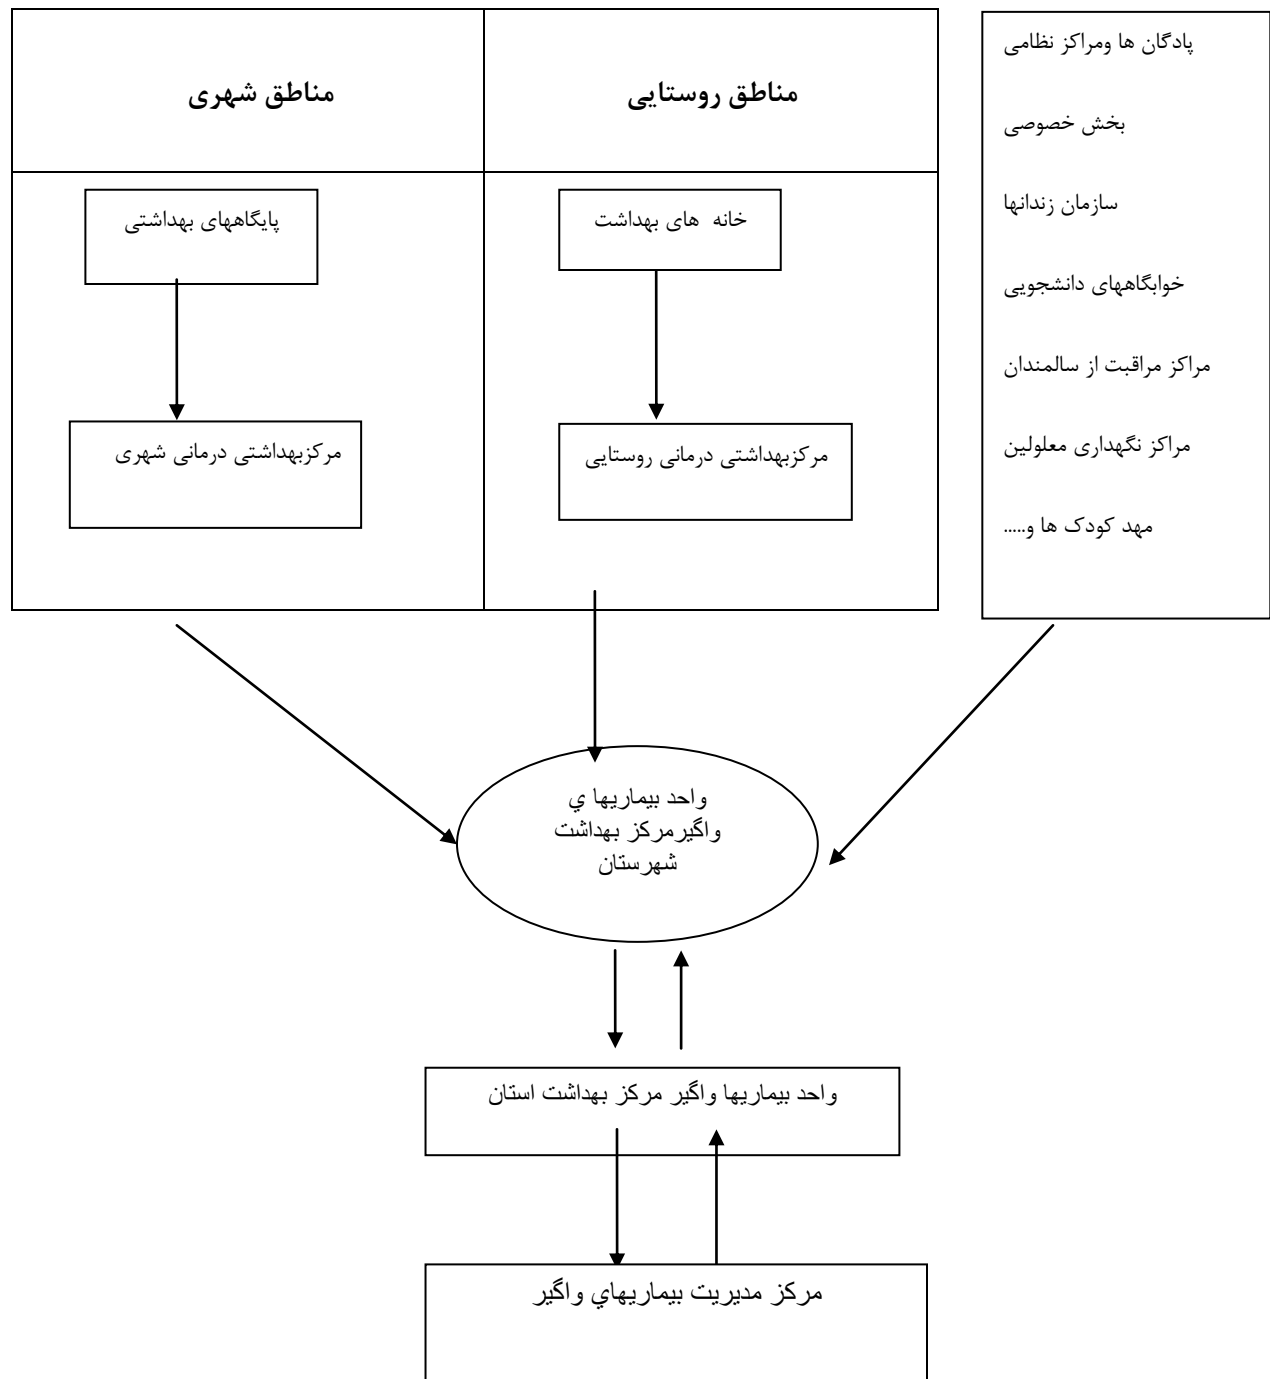 مناطق روستایی
مناطق شهری
خانه های بهداشت
پایگاههای بهداشتی
مرکزبهداشتی درمانی روستایی
مرکزبهداشتی درمانی شهری
پادگان ها ومراکز نظامی
بخش خصوصی
سازمان زندانها
خوابگاههای دانشجویی
مراکز مراقبت از سالمندان
مراکز نگهداری معلولین
مهد کودک ها و.....
واحد بیماریها ي
واگیرمرکز بهداشت
شهرستان
واحد بیماریها واگیر مرکز بهداشت استان
مرکز مدیریت بیماریهاي واگیر